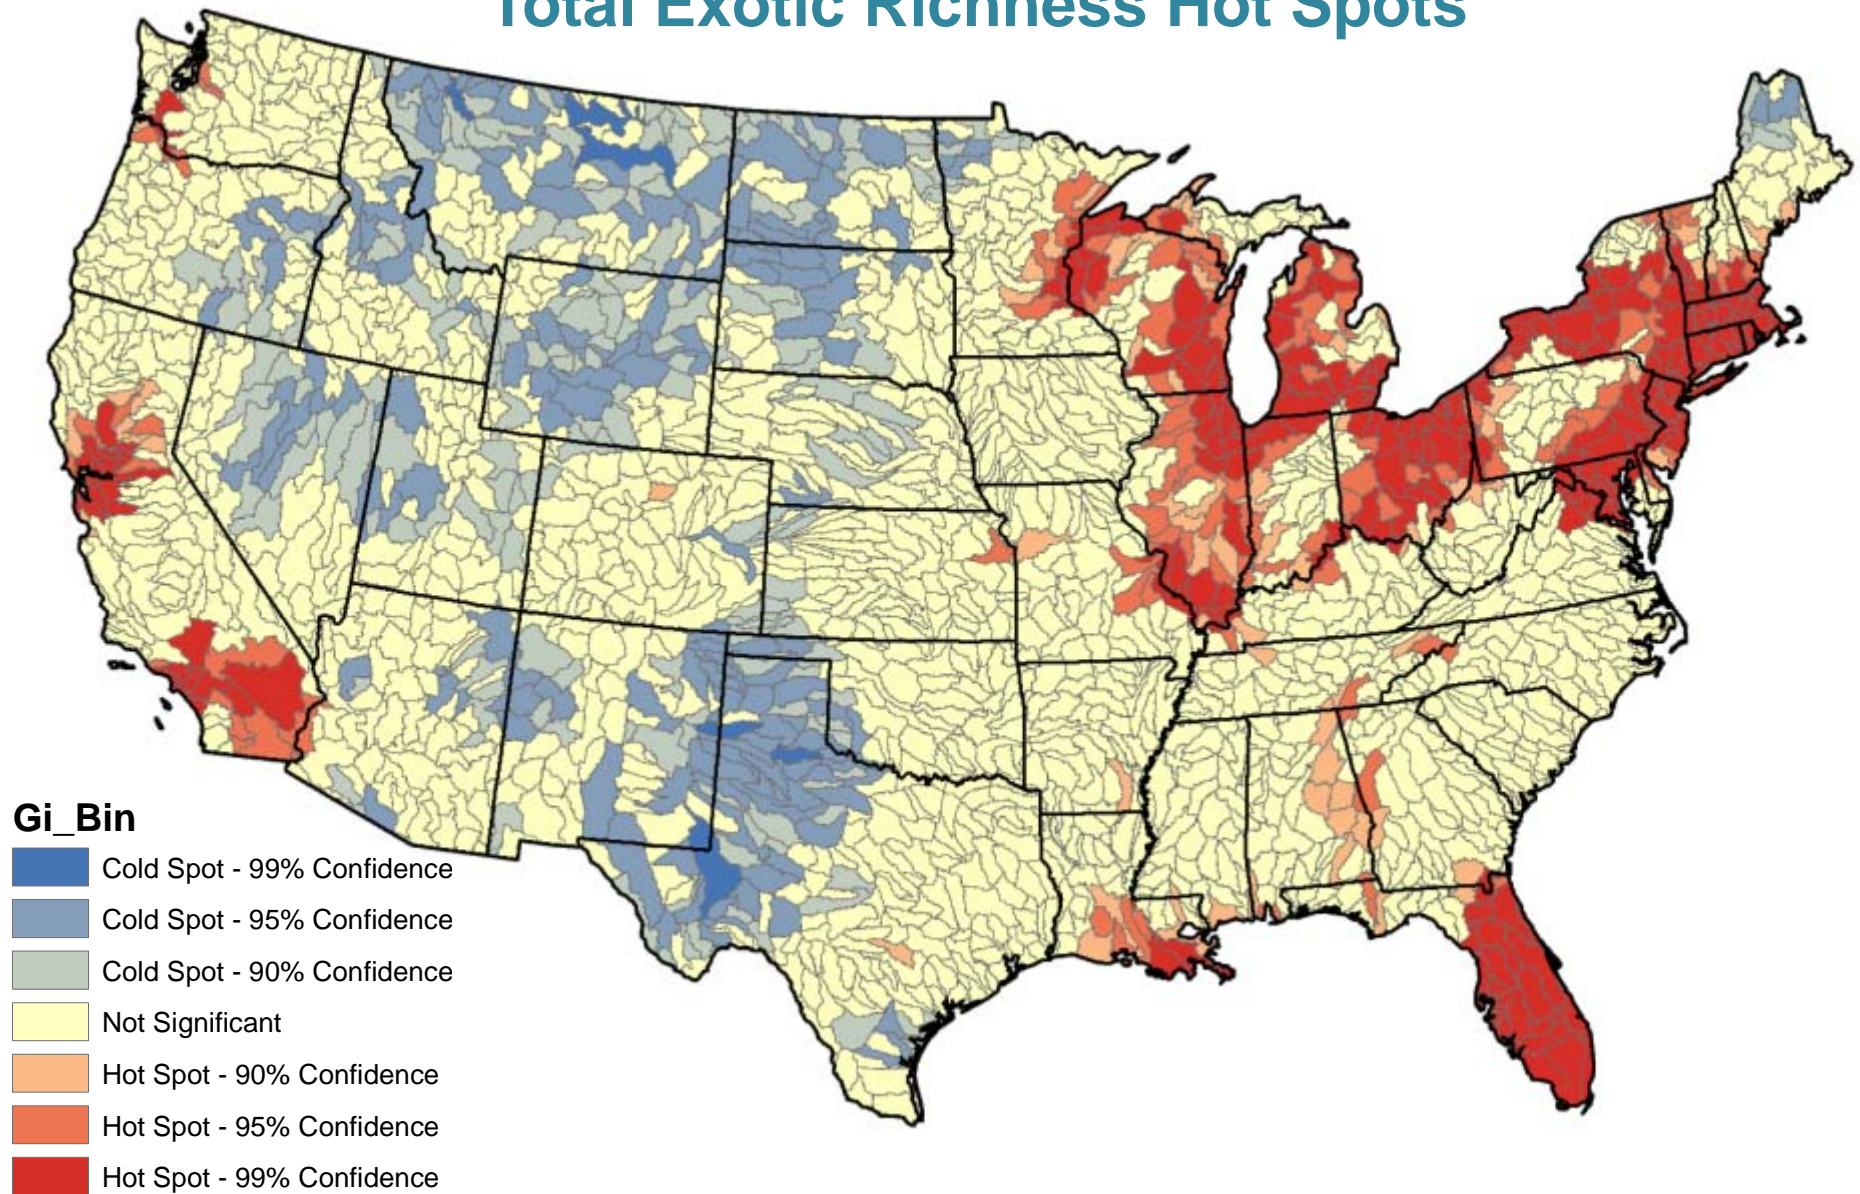 Total Exotic Richness Hot Spots
Gi_Bin
Cold Spot - 99% Confidence
Cold Spot - 95% Confidence
Cold Spot - 90% Confidence
Not Significant
Hot Spot - 90% Confidence
Hot Spot - 95% Confidence
Hot Spot - 99% Confidence